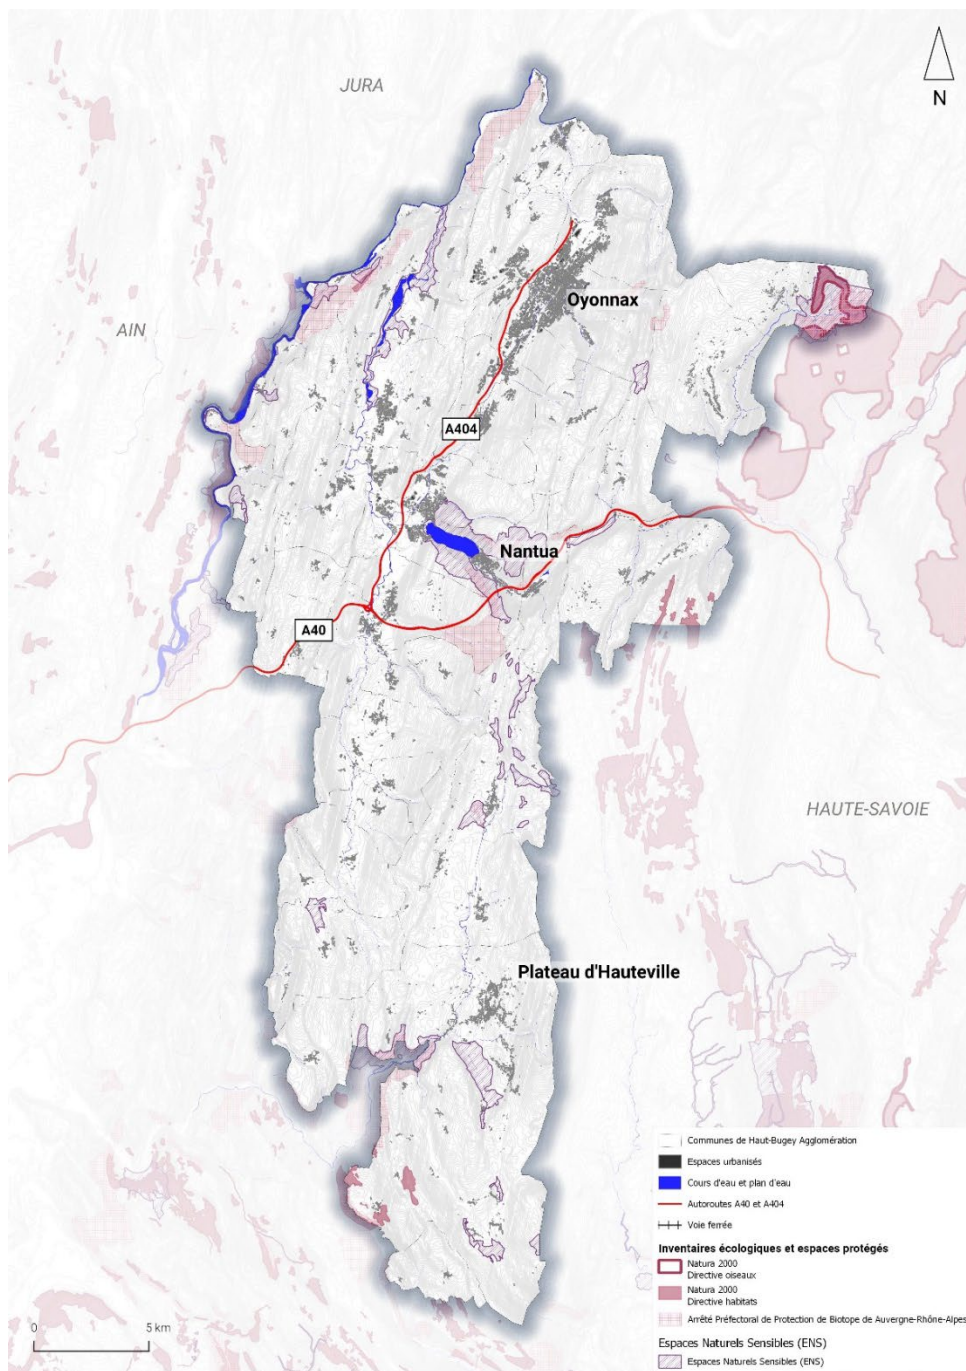 JURA
N
AIN
Oyonnax
A404
Nantua
A40
HAUTE-SAVOIE
Plateau d'Hauteville
Communes de Haut-Bugey Agglomération
Espaces urbanisés
Cours d'eau et plan d'eau
Autoroutes A40 et A404
Voie ferrée
Inventaires écologiques et espaces protégés
Natura 2000
Directive oiseaux
Natura 2000
Directive habitats
Arrêté Préfectoral de Protection de Biotope de Auvergne-Rhône-Alpes
Espaces Naturels Sensibles (ENS)
Espaces Naturels Sensibles (ENS)
0 5 km